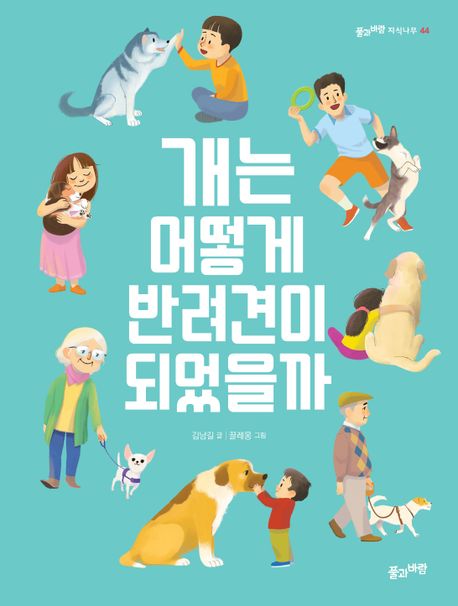 풀과바람 지식나무 44
개는
어떻게
반려견이
되었을까
김남길 글 | 끌레몽 그림
풀과바람